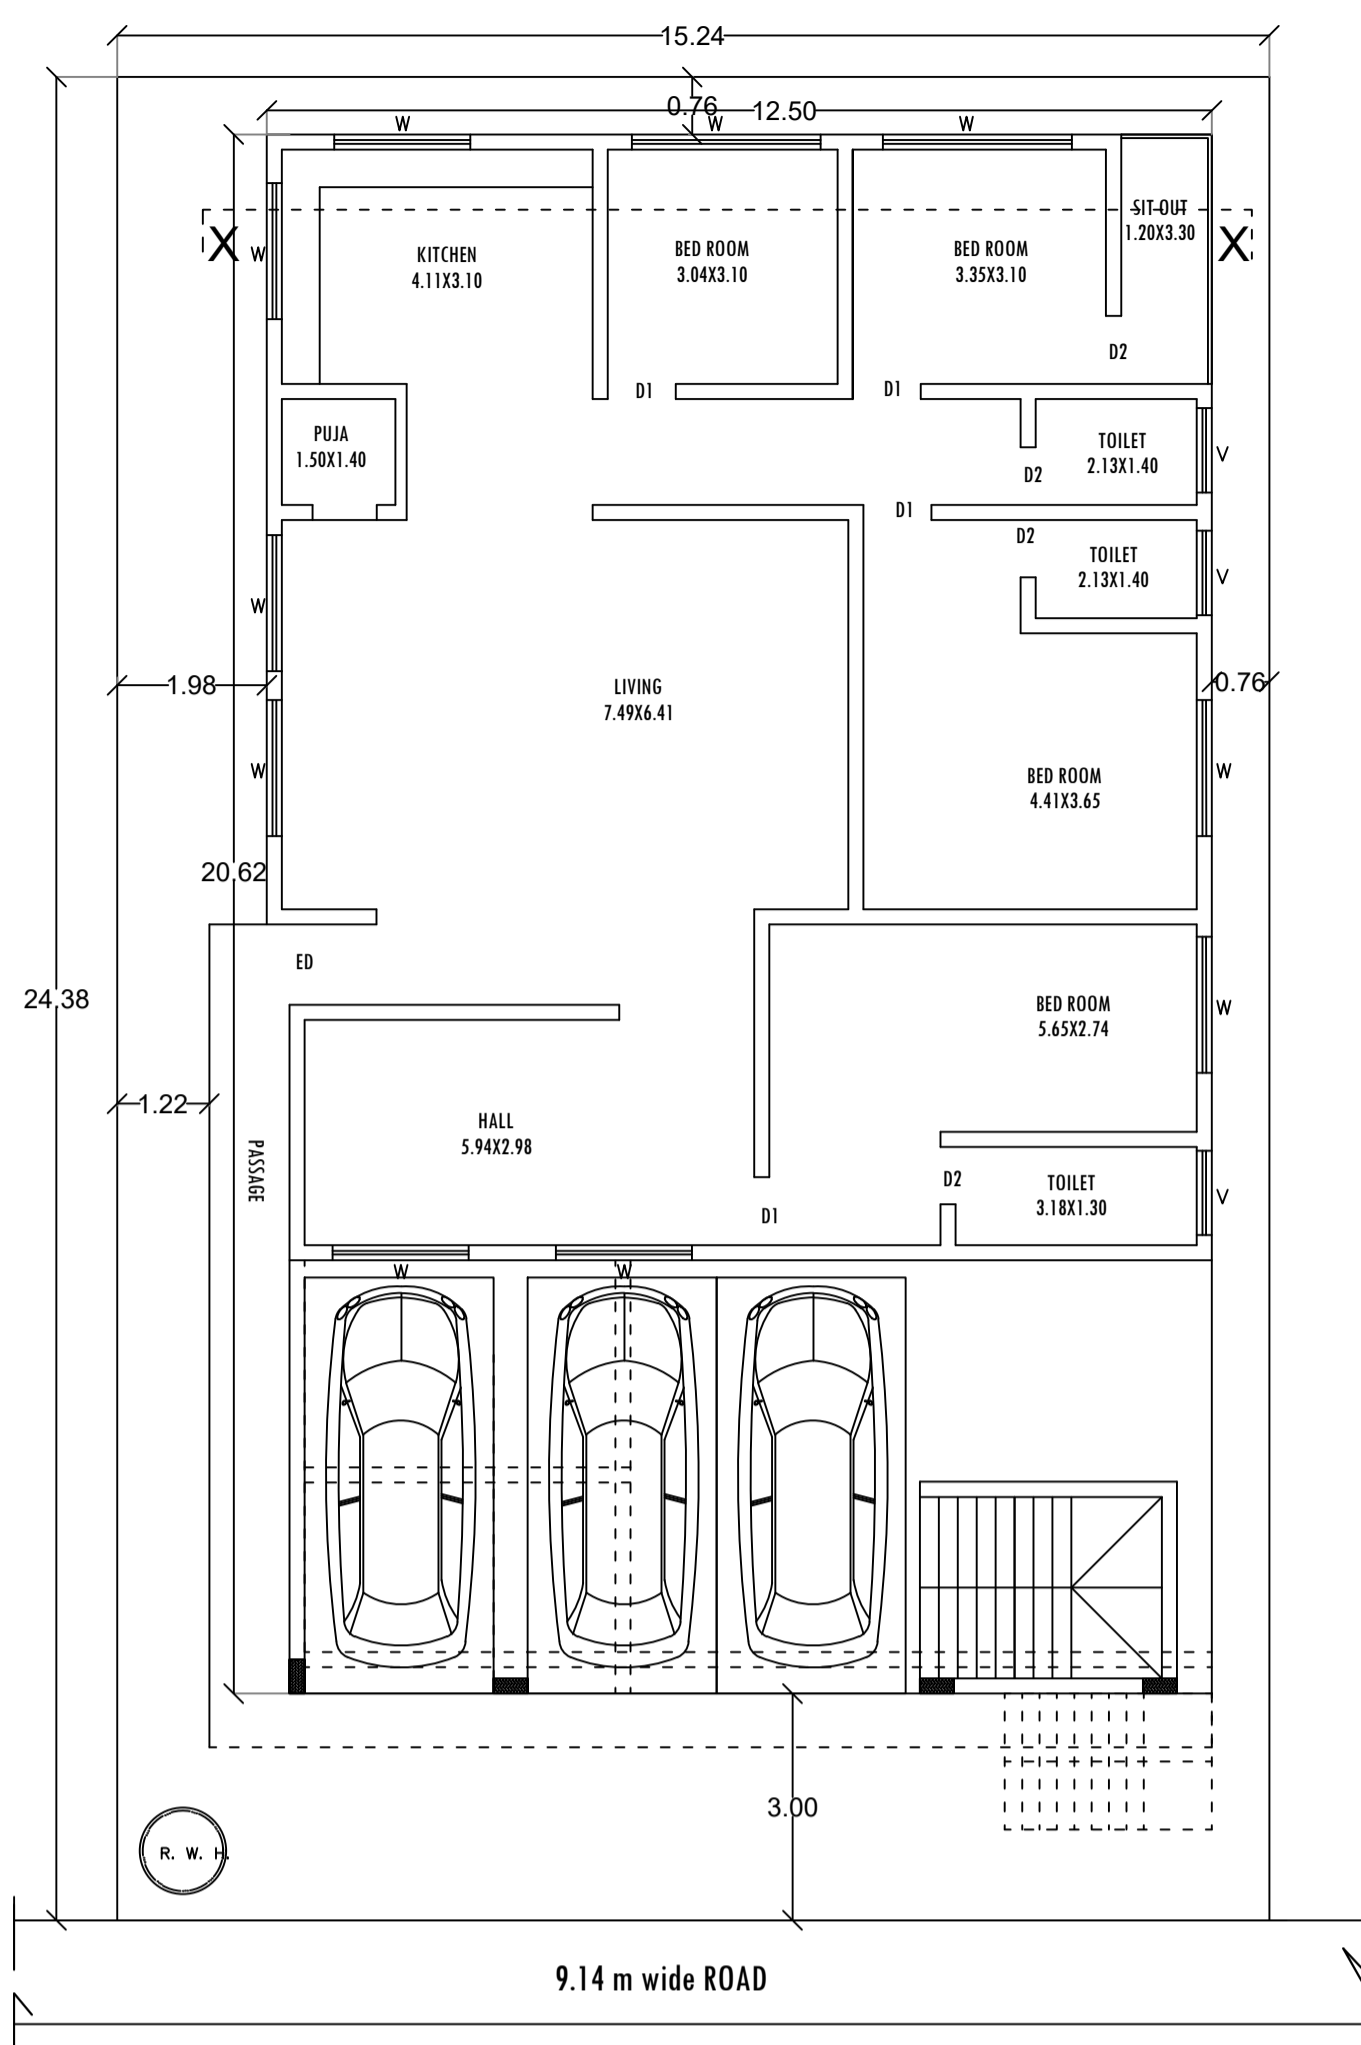 15.24
0.76
12.50
W
W
W
SIT OUT
1.20X3.30
X
W
KITCHEN
4.11X3.10
BED ROOM
3.04X3.10
BED ROOM
3.35X3.10
X
D2
D1
D1
PUJA
1.50X1.40
TOILET
2.13X1.40
V
D2
D1
D2
TOILET
2.13X1.40
V
W
1.98
LIVING
7.49X6.41
0.76
W
BED ROOM
4.41X3.65
W
20.62
ED
24.38
BED ROOM
5.65X2.74
W
1.22
HALL
5.94X2.98
PASSAGE
D2
TOILET
3.18X1.30
V
D1
W
W
3.00
R. W. H.
9.14 m wide ROAD